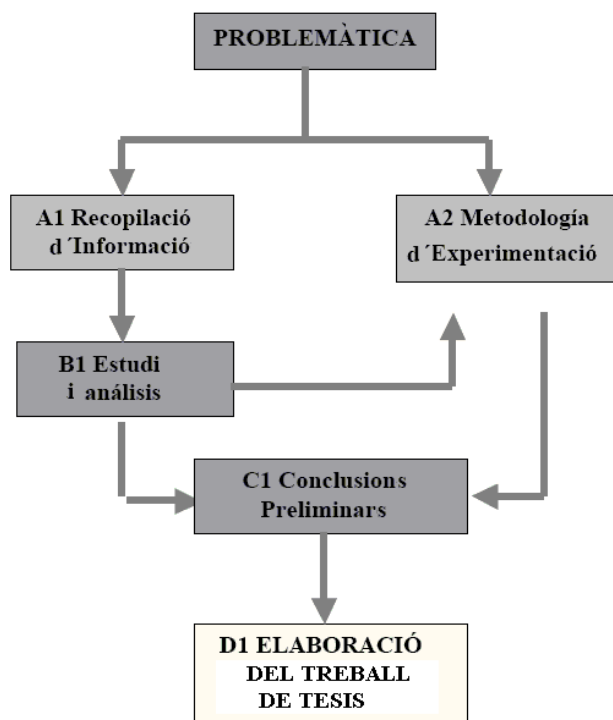 PROBLEMÀTICA
A1 Recopilació
d´Informació
A2 Metodología
d´Experimentació
B1 Estudi
i análisis
C1 Conclusions
Preliminars
D1 ELABORACIÓ
DEL TREBALL
DE TESIS